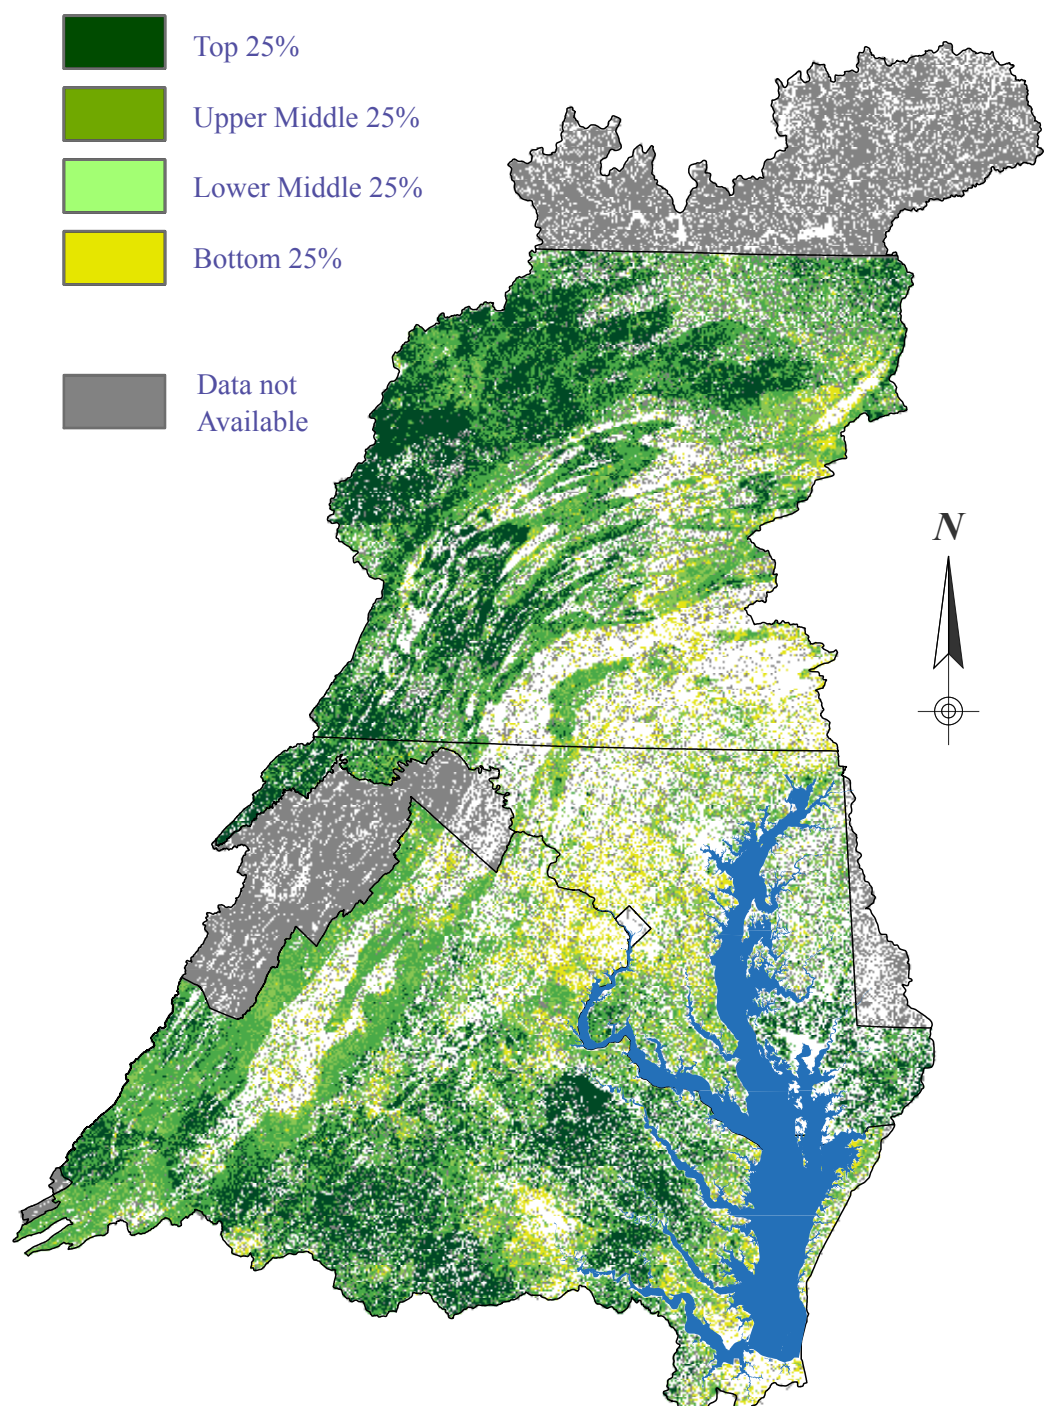 Top 25%
Upper Middle 25%
Lower Middle 25%
Bottom 25%
Data not
Available
N